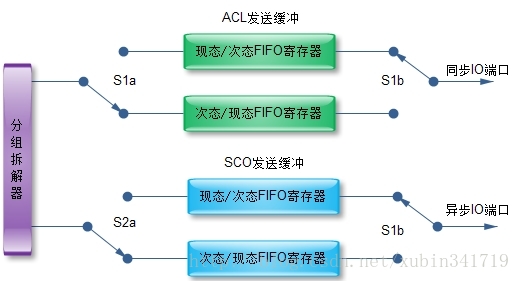 ACL发送缓冲
现态/次态FIFO寄存器
S1a
S1b
同步IO端口
次态/现态FIFO寄存器
分组拆解器
SCO发送缓冲
现态/次态FIFO寄存器
S2a
S1b
异步IO端口
次态/现态FIFO寄存器
.net/xubin341719